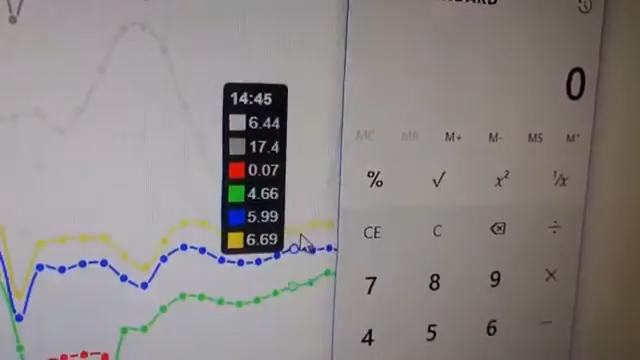 14:45
6.44
17.4
0.07
4.66
5.99
6.69
0
MC MR M+ M- MS M˅
% √ x² ¹/x
CE C ⌫ ÷
7 8 9 ×
4 5 6 −